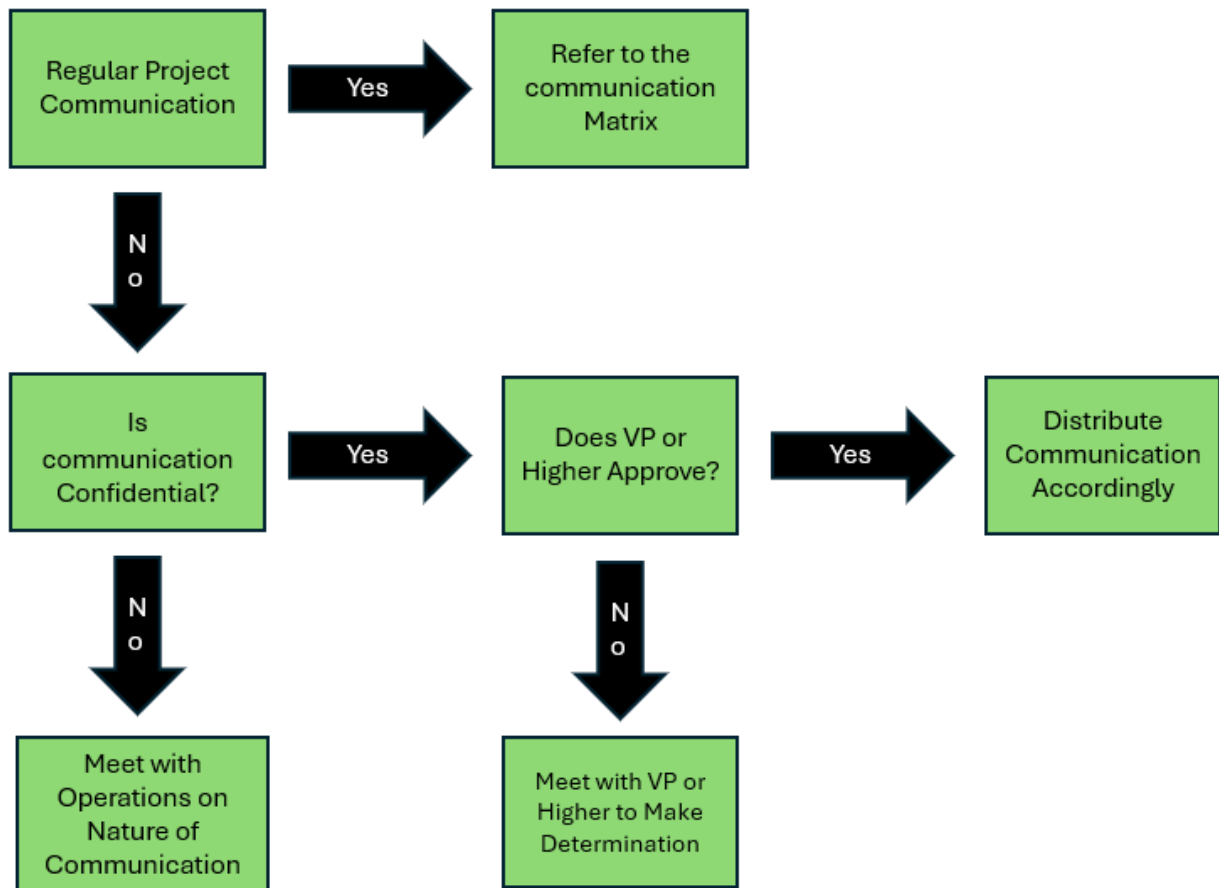 Regular Project
Communication
Yes
Refer to the
communication
Matrix
N
o
Is
communication
Confidential?
Yes
Does VP or
Higher Approve?
Yes
Distribute
Communication
Accordingly
N
o
N
o
Meet with
Operations on
Nature of
Communication
Meet with VP or
Higher to Make
Determination